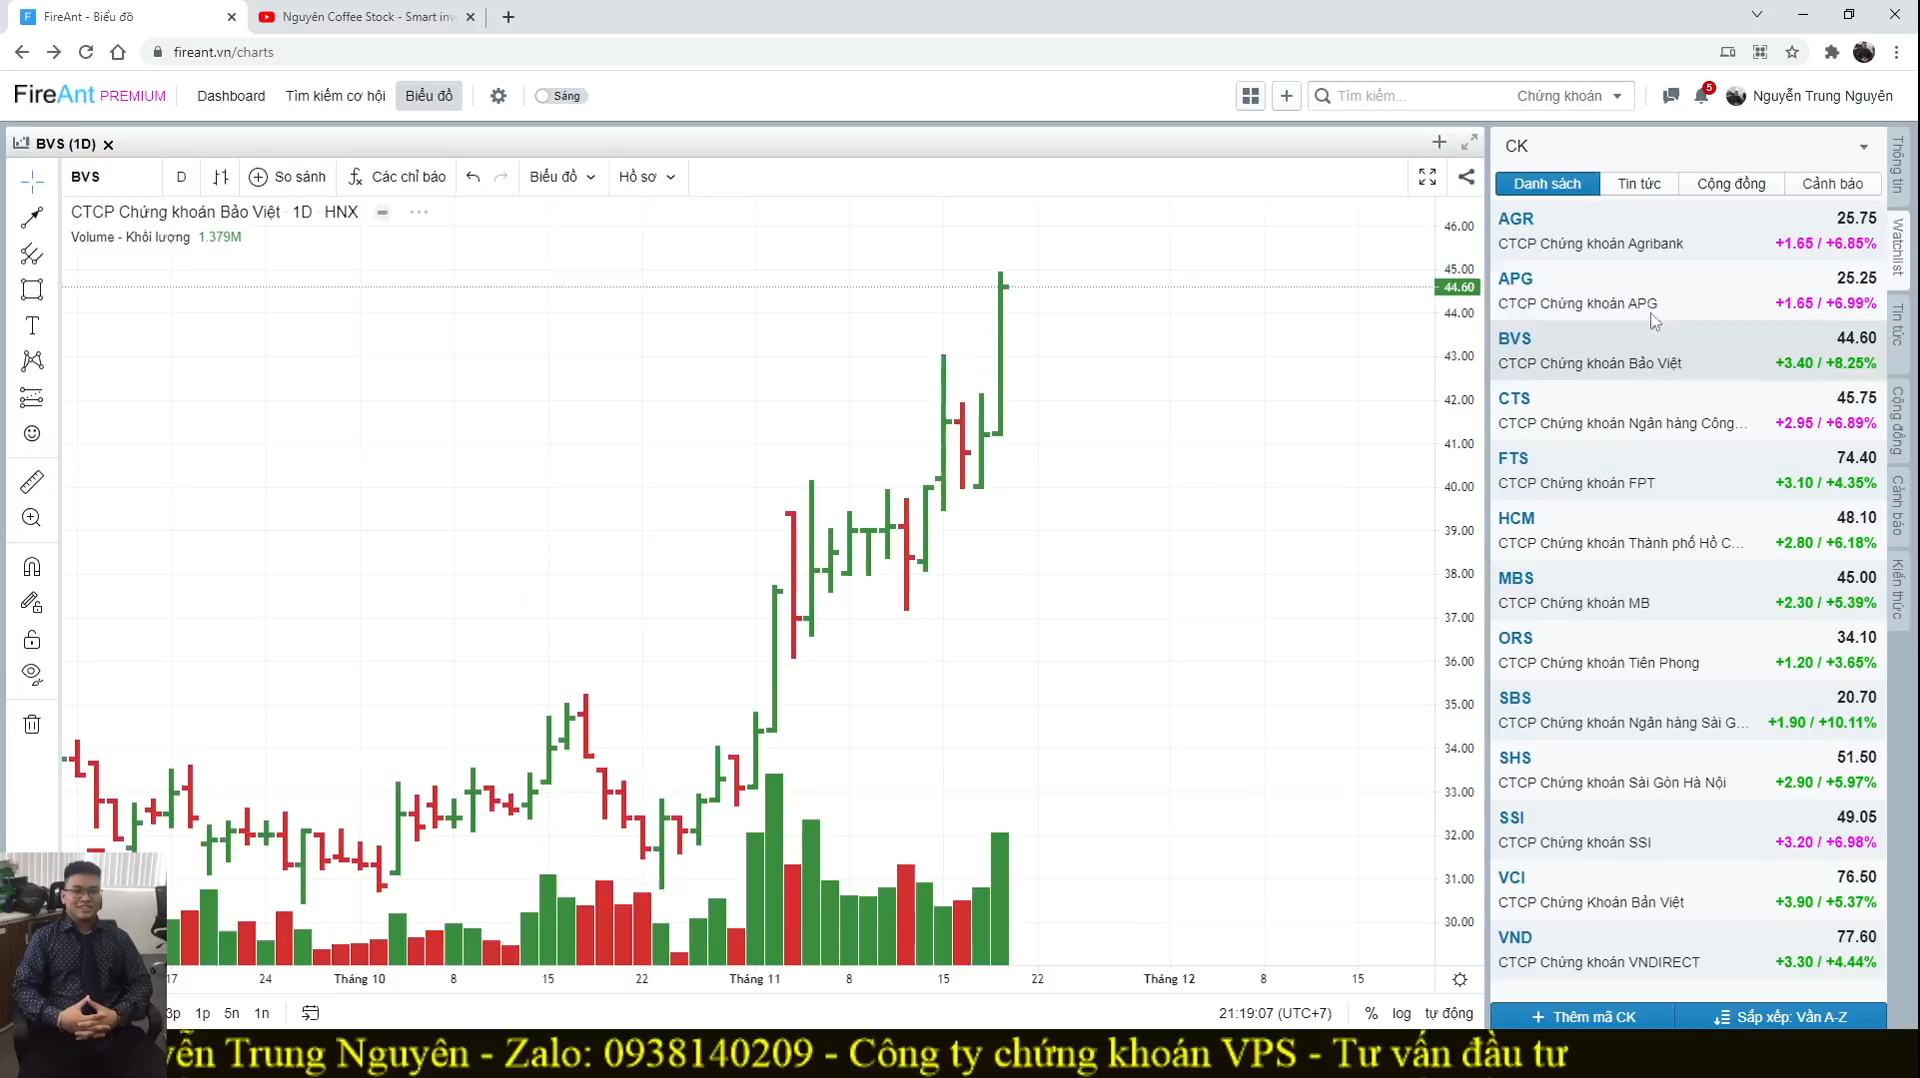 FireAnt - Biểu đồ
Nguyên Coffee Stock - Smart inv
fireant.vn/charts
FireAnt PREMIUM
Dashboard
Tìm kiếm cơ hội
Biểu đồ
Sáng
Tìm kiếm...
Chứng khoán
5
Nguyễn Trung Nguyên
BVS (1D)
BVS
D
So sánh
Các chỉ báo
Biểu đồ
Hồ sơ
CTCP Chứng khoán Bảo Việt · 1D · HNX
Volume - Khối lượng 1.379M
46.00
45.00
44.60
44.00
43.00
42.00
41.00
40.00
39.00
38.00
37.00
36.00
35.00
34.00
33.00
32.00
31.00
30.00
17
24
Tháng 10
8
15
22
Tháng 11
8
15
22
Tháng 12
8
15
3p
1p
5n
1n
21:19:07 (UTC+7)
%
log
tự động
CK
Danh sách
Tin tức
Cộng đồng
Cảnh báo
AGR 25.75
CTCP Chứng khoán Agribank +1.65 / +6.85%
APG 25.25
CTCP Chứng khoán APG +1.65 / +6.99%
BVS 44.60
CTCP Chứng khoán Bảo Việt +3.40 / +8.25%
CTS 45.75
CTCP Chứng khoán Ngân hàng Công... +2.95 / +6.89%
FTS 74.40
CTCP Chứng khoán FPT +3.10 / +4.35%
HCM 48.10
CTCP Chứng khoán Thành phố Hồ C... +2.80 / +6.18%
MBS 45.00
CTCP Chứng khoán MB +2.30 / +5.39%
ORS 34.10
CTCP Chứng khoán Tiên Phong +1.20 / +3.65%
SBS 20.70
CTCP Chứng khoán Ngân hàng Sài G... +1.90 / +10.11%
SHS 51.50
CTCP Chứng khoán Sài Gòn Hà Nội +2.90 / +5.97%
SSI 49.05
CTCP Chứng khoán SSI +3.20 / +6.98%
VCI 76.50
CTCP Chứng Khoán Bản Việt +3.90 / +5.37%
VND 77.60
CTCP Chứng khoán VNDIRECT +3.30 / +4.44%
Thêm mã CK
Sắp xếp: Vần A-Z
Thông tin
Watchlist
Tin tức
Cộng đồng
Cảnh báo
Kiến thức
yễn Trung Nguyên - Zalo: 0938140209 - Công ty chứng khoán VPS - Tư vấn đầu tư